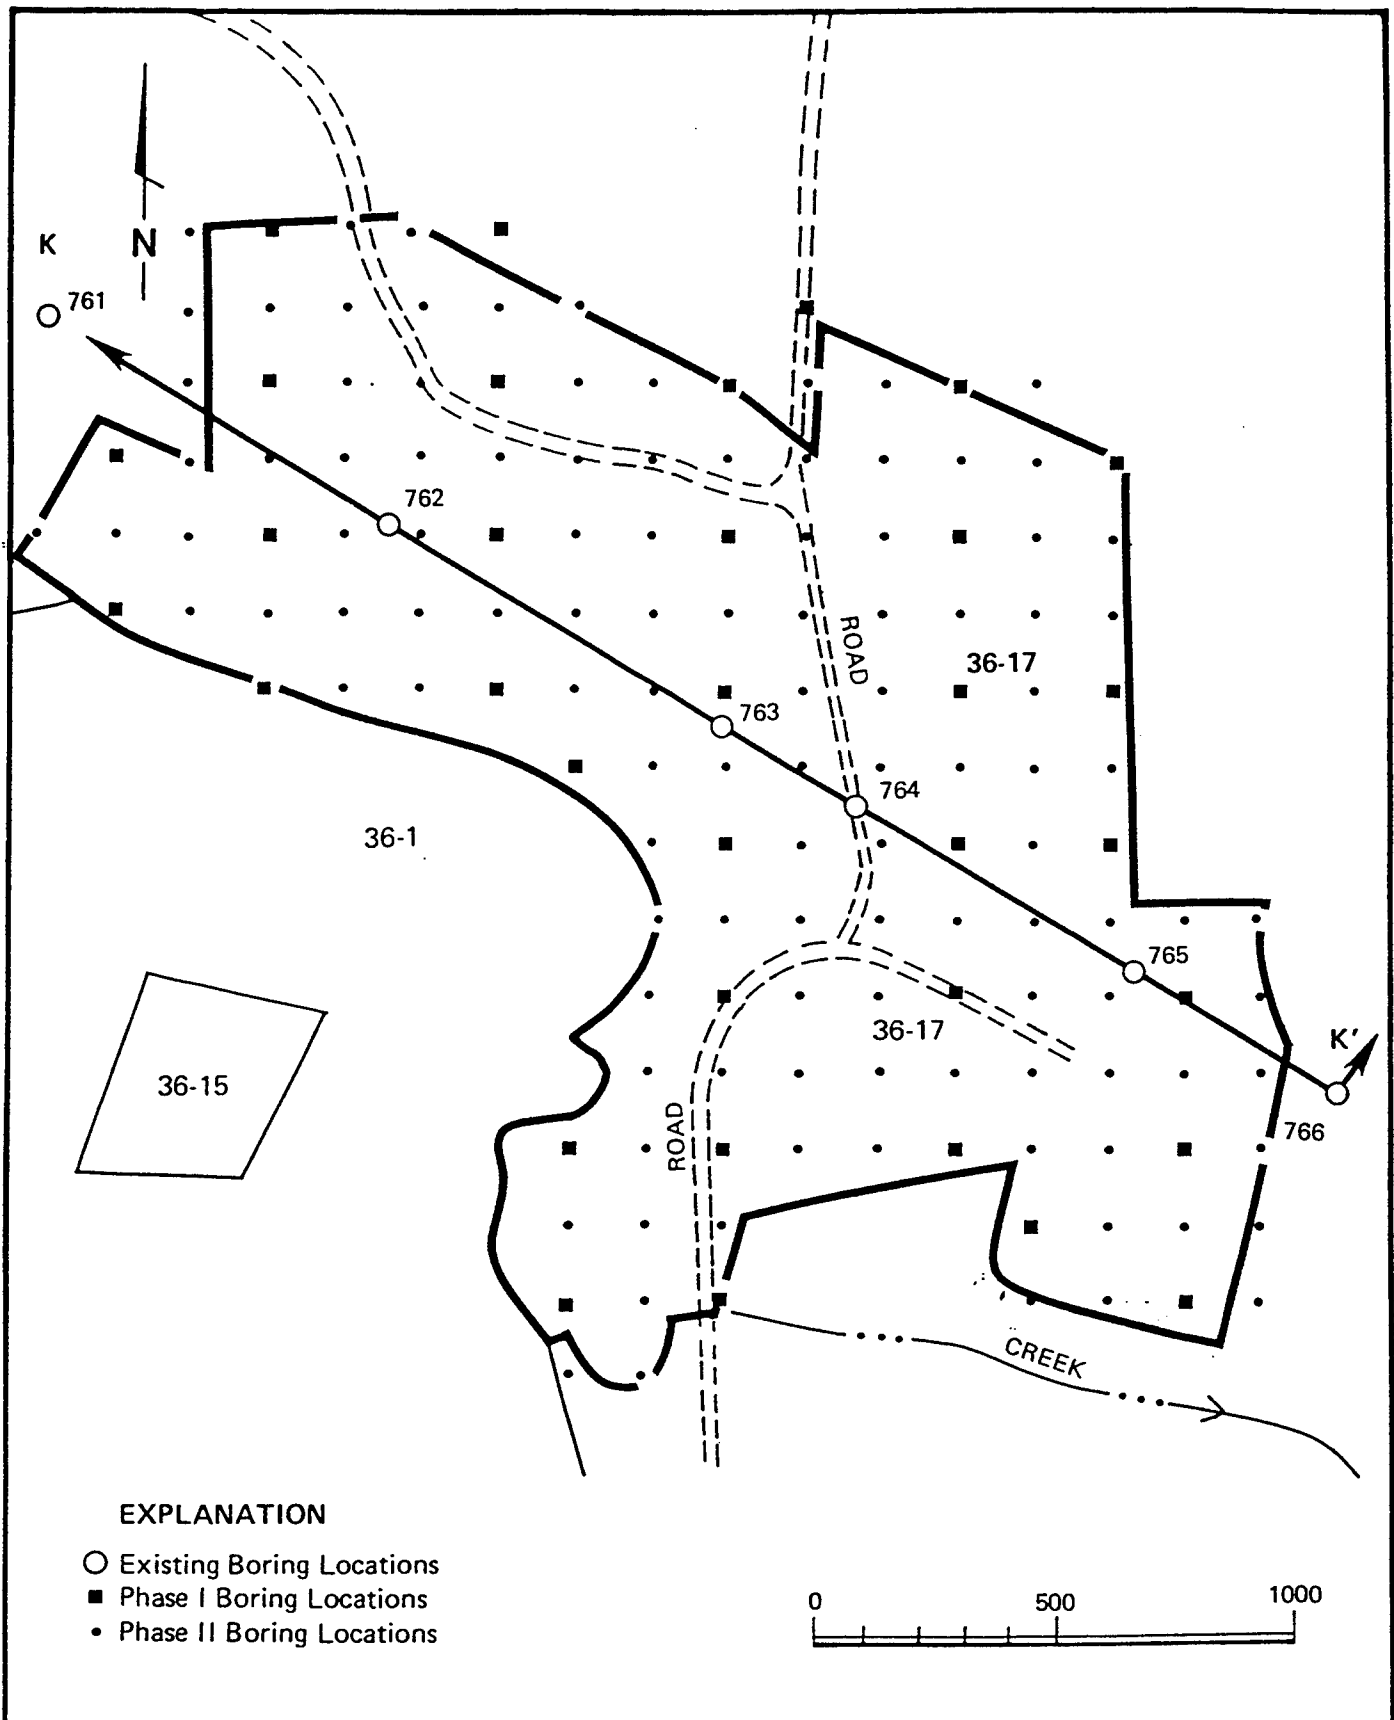 K
N
761
762
ROAD
36-17
763
764
36-1
765
36-17
K'
36-15
766
ROAD
CREEK
EXPLANATION
Existing Boring Locations
Phase I Boring Locations
Phase II Boring Locations
0 500 1000